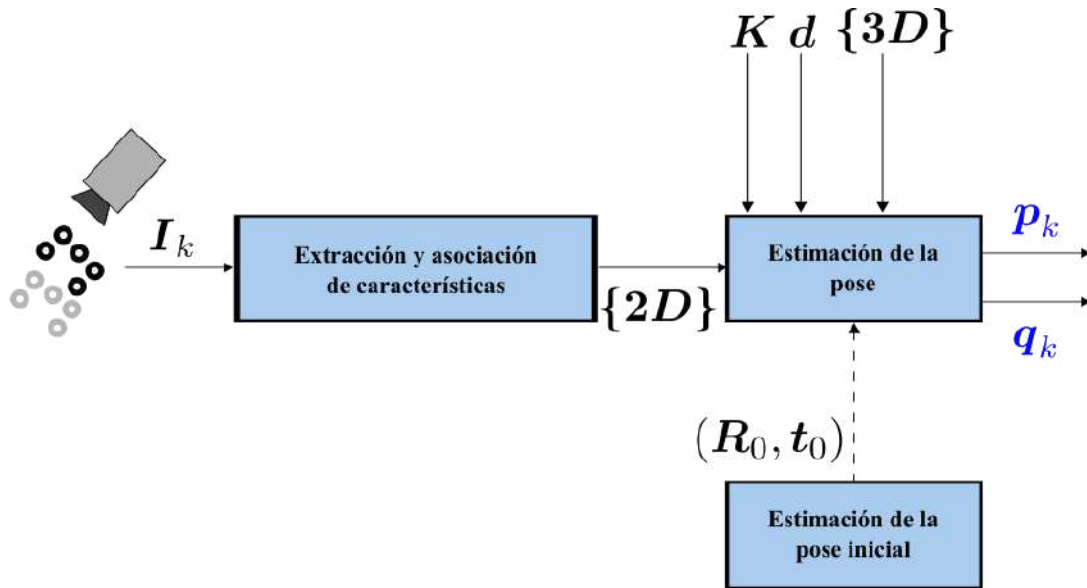 K d {3D}
I_k
Extracción y asociación
de características
{2D}
Estimación de la
pose
p_k
q_k
(R_0, t_0)
Estimación de la
pose inicial